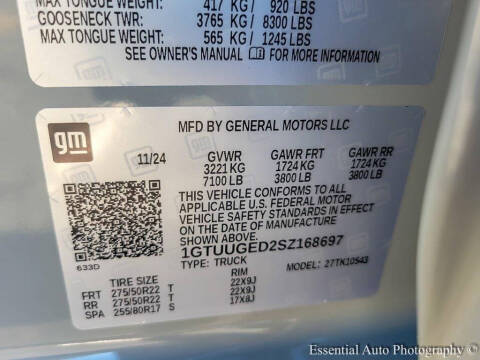 MAX TONGUE WEIGHT: 417 KG/ 920 LBS
GOOSENECK TWR: 3765 KG/ 8300 LBS
MAX TONGUE WEIGHT: 565 KG/ 1245 LBS
SEE OWNER'S MANUAL FOR MORE INFORMATION
gm
MFD BY GENERAL MOTORS LLC
11/24 GVWR GAWR FRT GAWR RR
3221 KG 1724 KG 1724 KG
7100 LB 3800 LB 3800 LB
THIS VEHICLE CONFORMS TO ALL
APPLICABLE U.S. FEDERAL MOTOR
VEHICLE SAFETY STANDARDS IN EFFECT
ON THE DATE OF MANUFACTURE
SHOWN ABOVE.
1GTUUGED2SZ168697
633D TYPE: TRUCK MODEL: 27TK10543
TIRE SIZE RIM
FRT 275/50R22 T 22X9J
RR 275/50R22 T 22X9J
SPA 255/80R17 S 17X8J
Essential Auto Photography ©